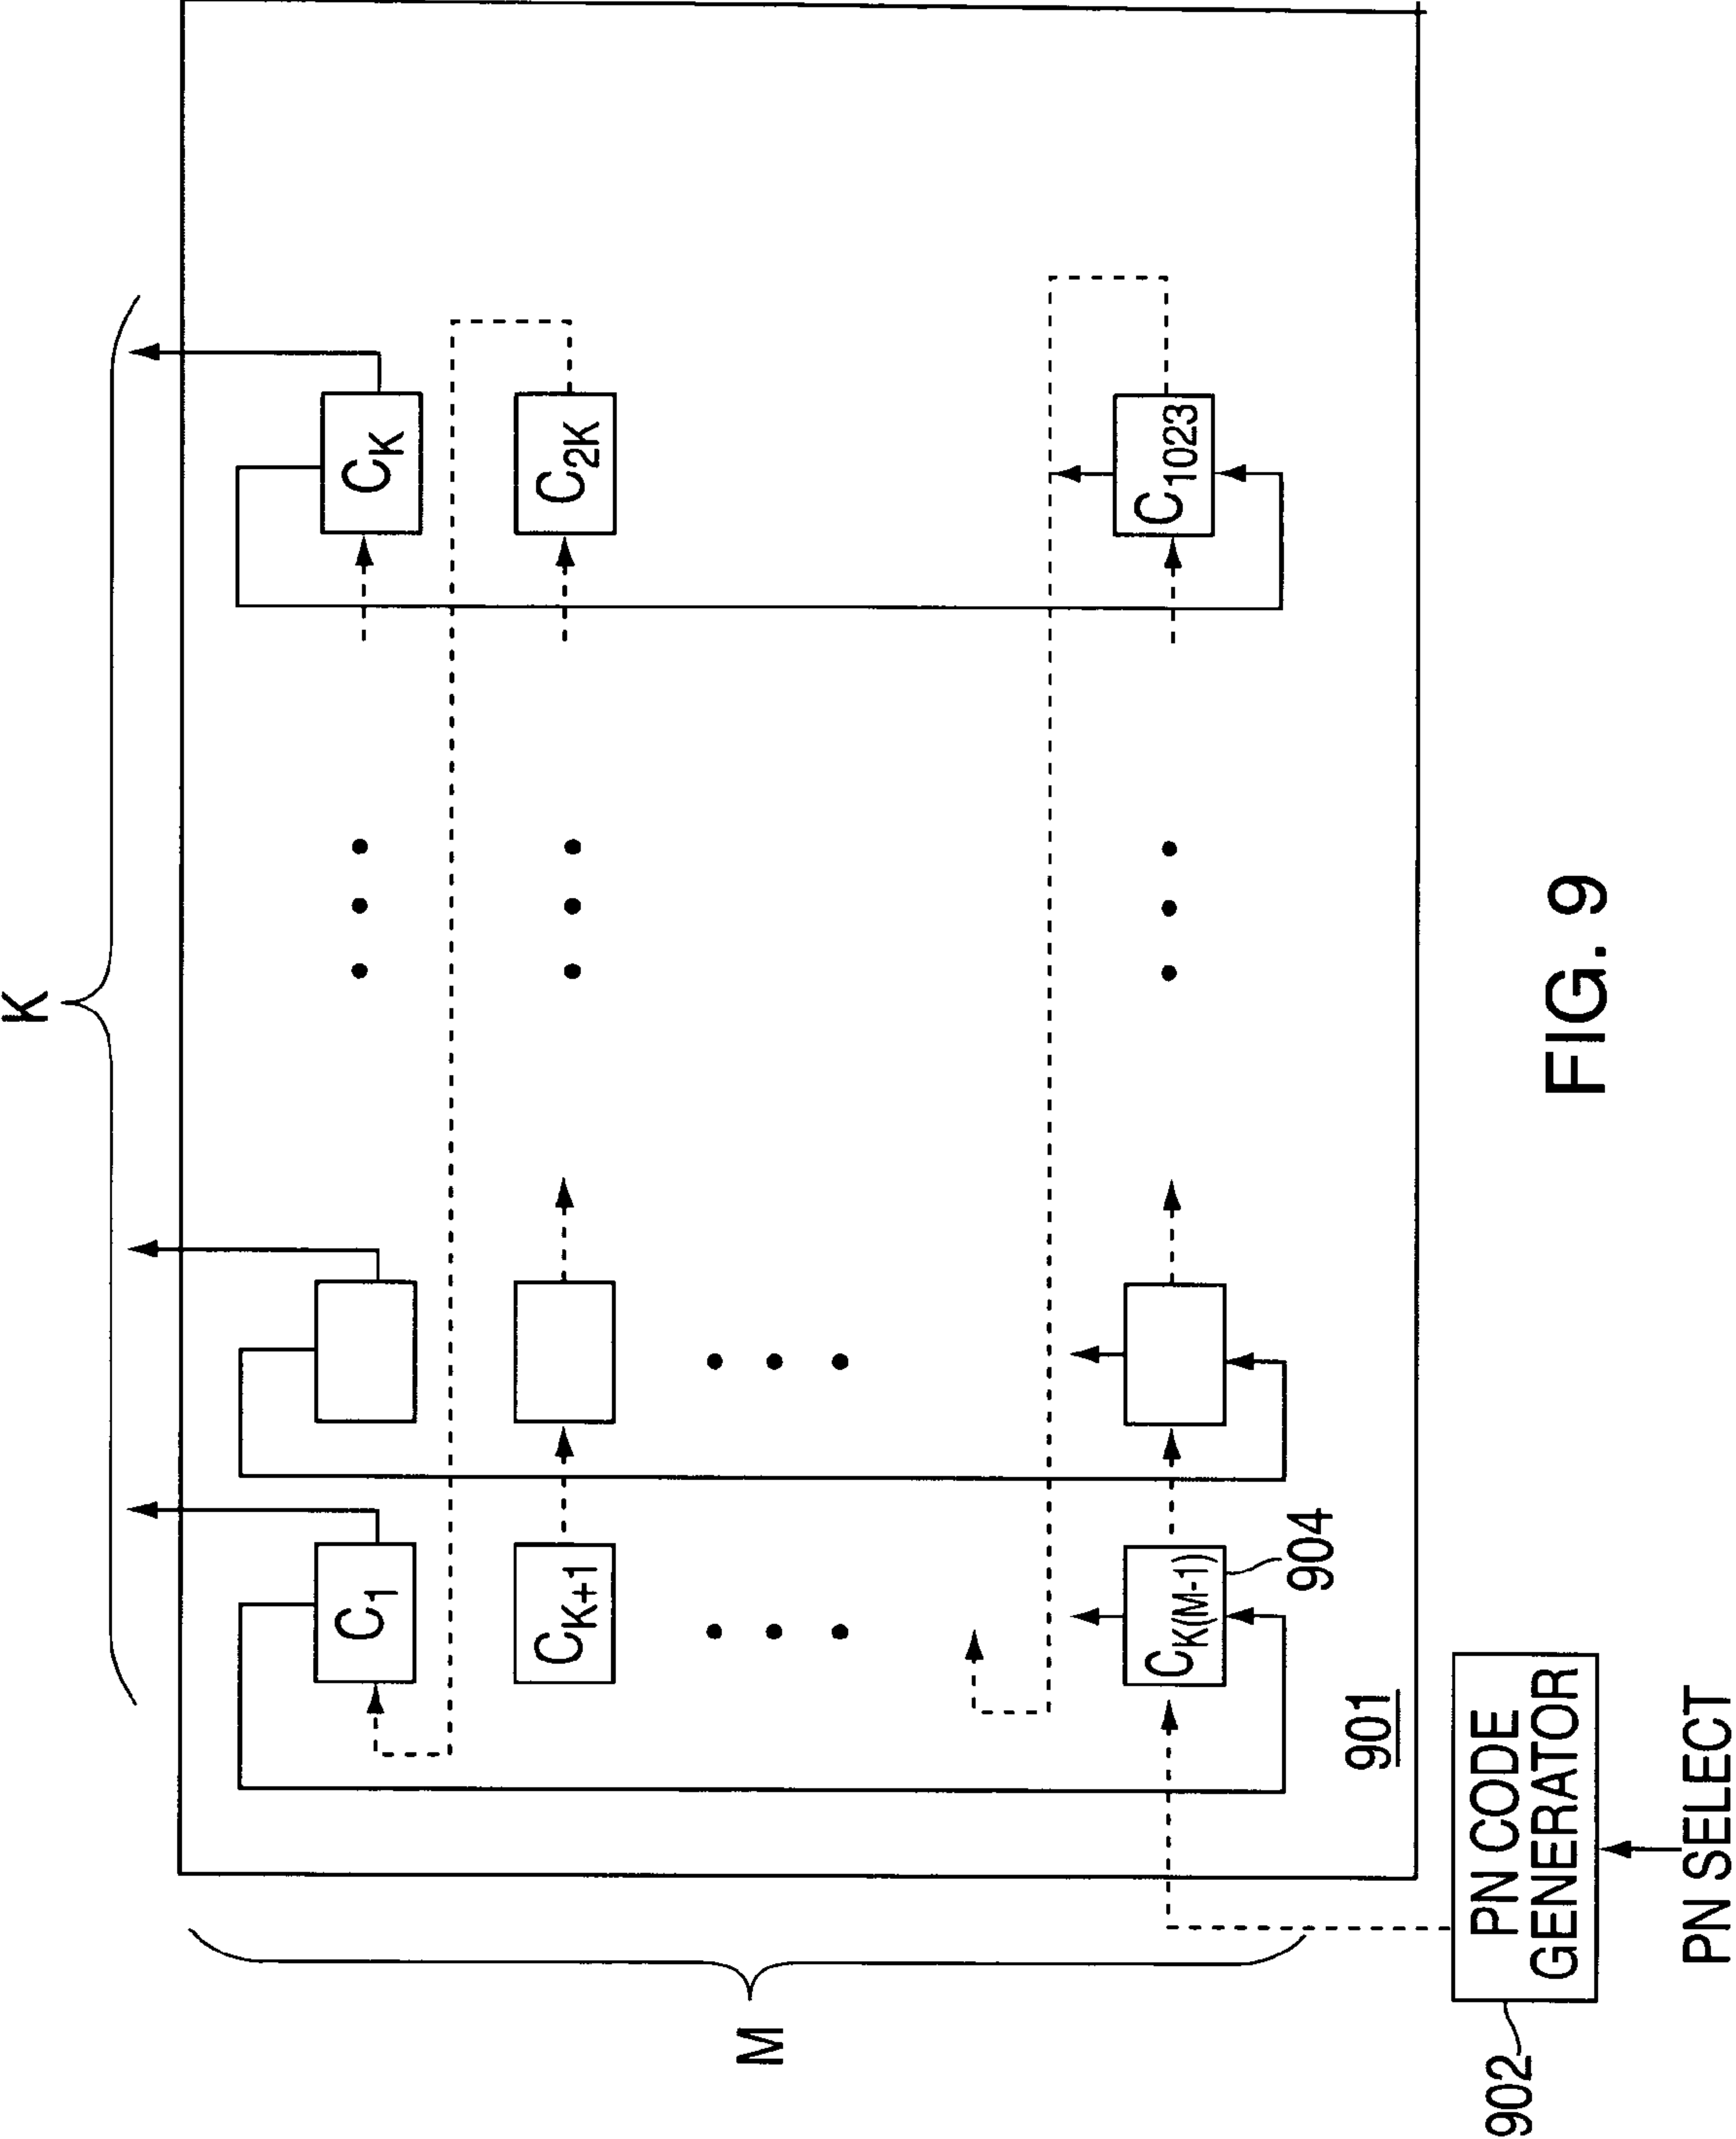 K
C1
CK
CK+1
C2K
CK(M-1)
C1023
904
901
M
902
PN CODE
GENERATOR
PN SELECT
FIG. 9